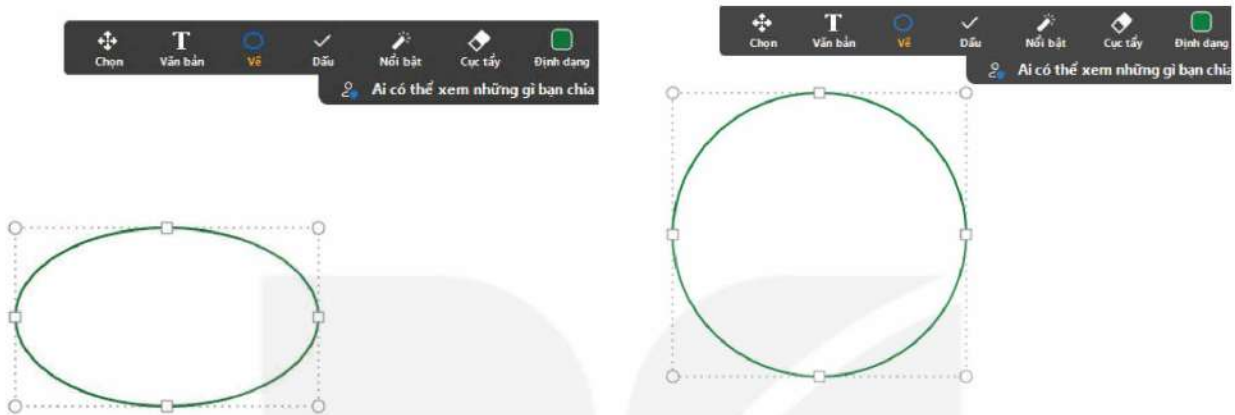 Chọn Văn bản Vẽ Dấu Nổi bật Cục tẩy Định dạng
Ai có thể xem những gì bạn chia
Chọn Văn bản Vẽ Dấu Nổi bật Cục tẩy Định dạng
Ai có thể xem những gì bạn chia